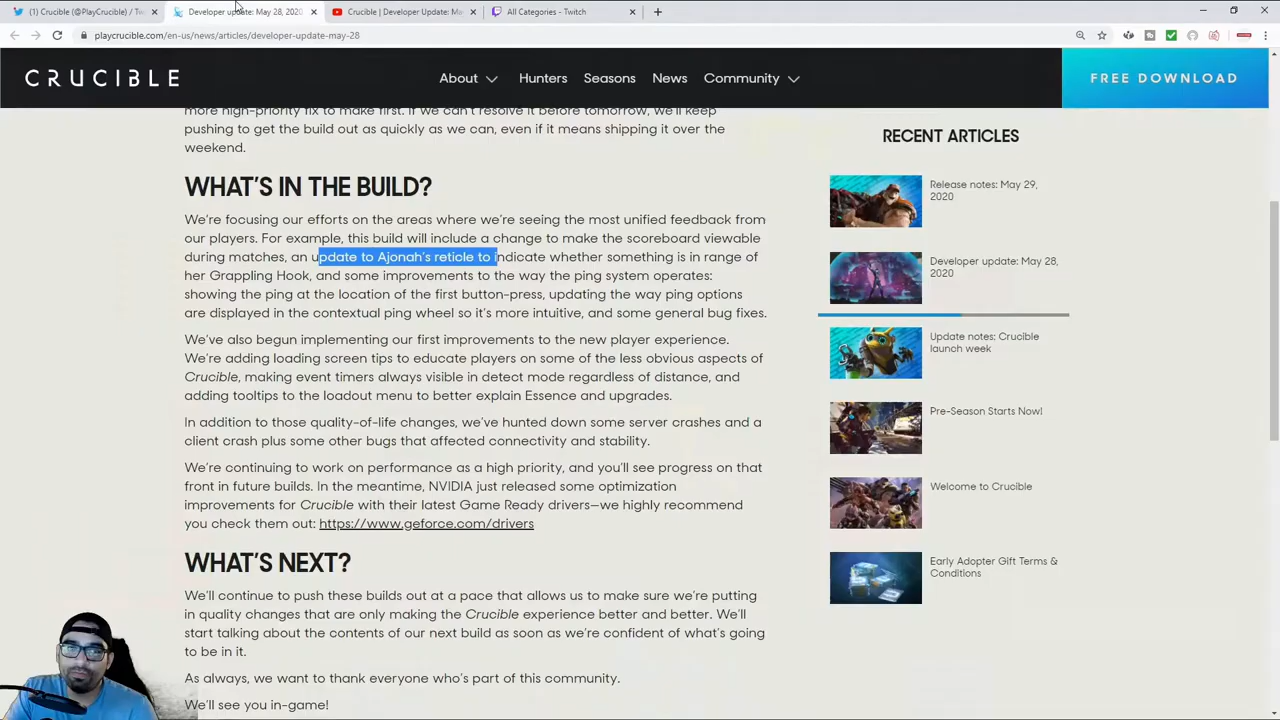 (1) Crucible (@PlayCrucible) / Tw
Developer update: May 28, 2020
Crucible | Developer Update: Ma
All Categories - Twitch
playcrucible.com/en-us/news/articles/developer-update-may-28
CRUCIBLE
About
Hunters
Seasons
News
Community
FREE DOWNLOAD
more high-priority fix to make first. If we can't resolve it before tomorrow, we'll keep
pushing to get the build out as quickly as we can, even if it means shipping it over the
weekend.
WHAT'S IN THE BUILD?
We're focusing our efforts on the areas where we're seeing the most unified feedback from
our players. For example, this build will include a change to make the scoreboard viewable
during matches, an update to Ajonah's reticle to indicate whether something is in range of
her Grappling Hook, and some improvements to the way the ping system operates:
showing the ping at the location of the first button-press, updating the way ping options
are displayed in the contextual ping wheel so it's more intuitive, and some general bug fixes.
We've also begun implementing our first improvements to the new player experience.
We're adding loading screen tips to educate players on some of the less obvious aspects of
Crucible, making event timers always visible in detect mode regardless of distance, and
adding tooltips to the loadout menu to better explain Essence and upgrades.
In addition to those quality-of-life changes, we've hunted down some server crashes and a
client crash plus some other bugs that affected connectivity and stability.
We're continuing to work on performance as a high priority, and you'll see progress on that
front in future builds. In the meantime, NVIDIA just released some optimization
improvements for Crucible with their latest Game Ready drivers—we highly recommend
you check them out: https://www.geforce.com/drivers
WHAT'S NEXT?
We'll continue to push these builds out at a pace that allows us to make sure we're putting
in quality changes that are only making the Crucible experience better and better. We'll
start talking about the contents of our next build as soon as we're confident of what's going
to be in it.
As always, we want to thank everyone who's part of this community.
We'll see you in-game!
RECENT ARTICLES
Release notes: May 29,
2020
Developer update: May 28,
2020
Update notes: Crucible
launch week
Pre-Season Starts Now!
Welcome to Crucible
Early Adopter Gift Terms &
Conditions